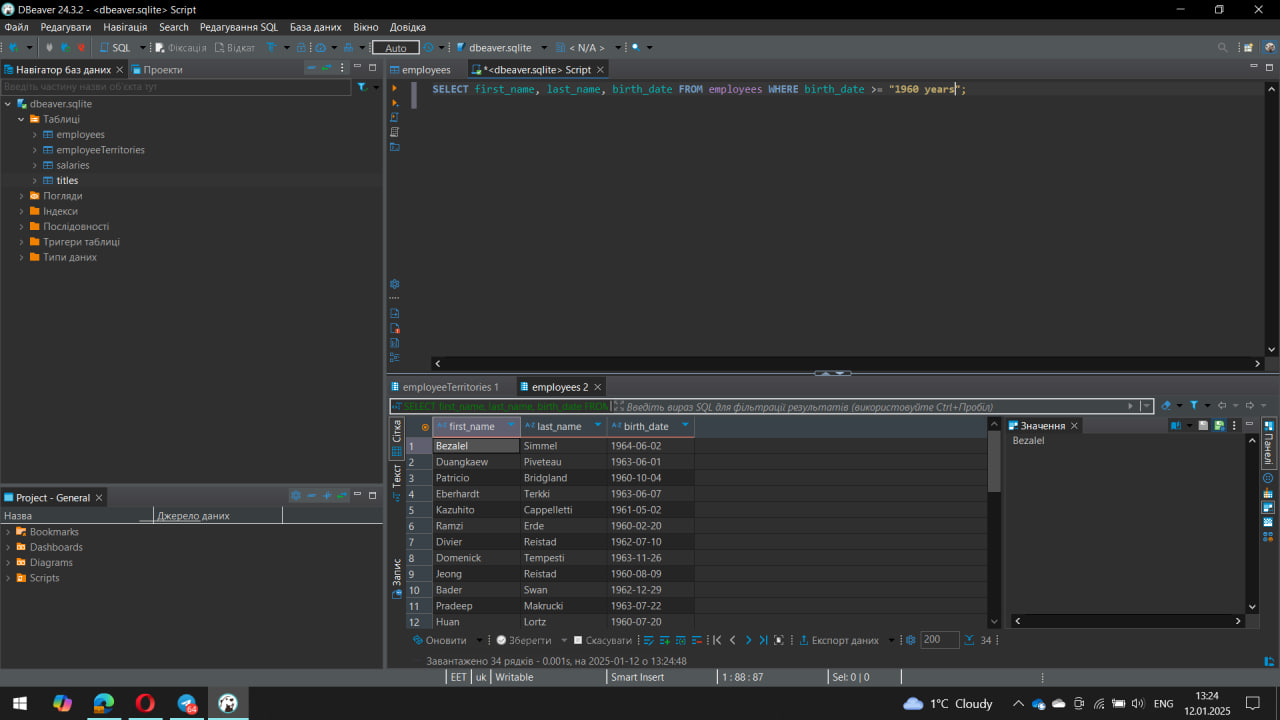 DBeaver 24.3.2 - <dbeaver.sqlite> Script
Файл Редагувати Навігація Search Редагування SQL База даних Вікно Довідка
SQL Фіксація Відкат Auto dbeaver.sqlite < N/A >
Навігатор баз даних Проекти
Введіть частину назви об'єкта тут
dbeaver.sqlite
Таблиці
employees
employeeTerritories
salaries
titles
Погляди
Індекси
Послідовності
Тригери таблиці
Типи даних
Project - General
Назва Джерело даних
Bookmarks
Dashboards
Diagrams
Scripts
employees *<dbeaver.sqlite> Script
SELECT first_name, last_name, birth_date FROM employees WHERE birth_date >= "1960 years";
employeeTerritories 1 employees 2
SELECT first_name, last_name, birth_date FROM Введіть вираз SQL для фільтрації результатів (використовуйте Ctrl+Пробіл)
Сітка
Текст
Запис
first_name last_name birth_date
1 Bezalel Simmel 1964-06-02
2 Duangkaew Piveteau 1963-06-01
3 Patricio Bridgland 1960-10-04
4 Eberhardt Terkki 1963-06-07
5 Kazuhito Cappelletti 1961-05-02
6 Ramzi Erde 1960-02-20
7 Divier Reistad 1962-07-10
8 Domenick Tempesti 1963-11-26
9 Jeong Reistad 1960-08-09
10 Bader Swan 1962-12-29
11 Pradeep Makrucki 1963-07-22
12 Huan Lortz 1960-07-20
Значення
Bezalel
Панелі
Оновити Зберегти Скасувати Експорт даних 200 34
Завантажено 34 рядків - 0.001s, на 2025-01-12 о 13:24:48
EET uk Writable Smart Insert 1 : 88 : 87 Sel: 0 | 0
64
1°C Cloudy ENG 13:24
12.01.2025